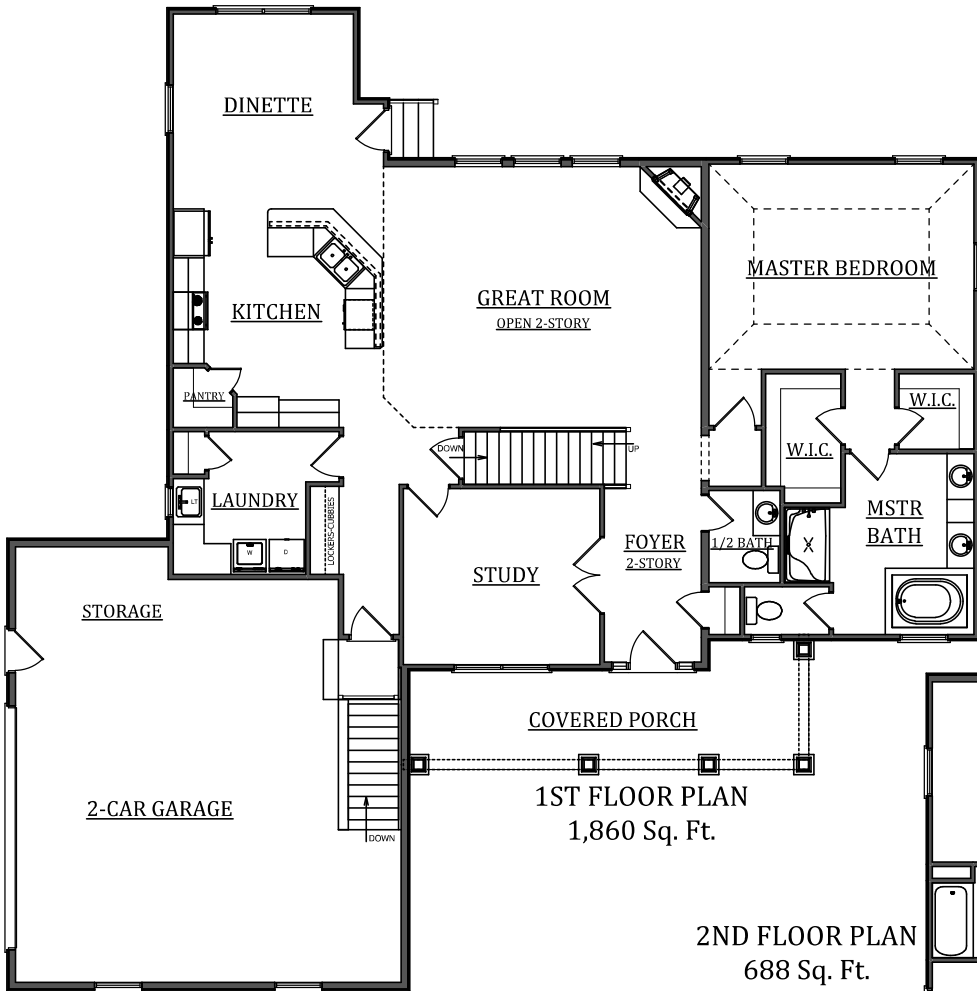 DINETTE
MASTER BEDROOM
GREAT ROOM
OPEN 2-STORY
KITCHEN
PANTRY
W.I.C.
W.I.C.
DOWN
UP
LAUNDRY
LT
LOCKERS-CUBBIES
MSTR
BATH
W
D
1/2 BATH
FOYER
2-STORY
STUDY
STORAGE
COVERED PORCH
2-CAR GARAGE
DOWN
1ST FLOOR PLAN
1,860 Sq. Ft.
2ND FLOOR PLAN
688 Sq. Ft.